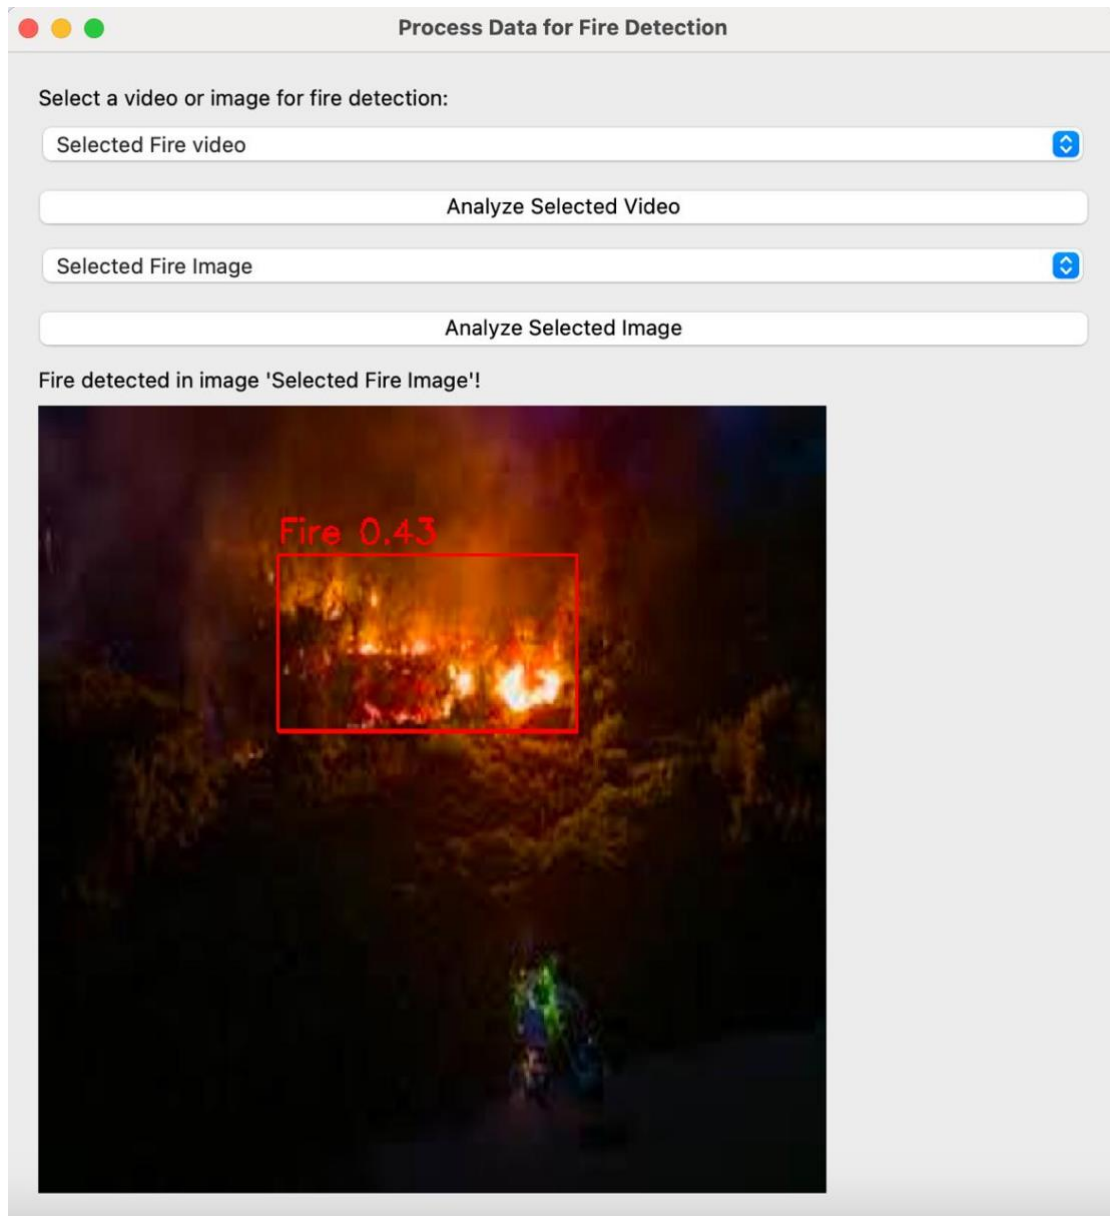 Process Data for Fire Detection
Select a video or image for fire detection:
Selected Fire video
Analyze Selected Video
Selected Fire Image
Analyze Selected Image
Fire detected in image 'Selected Fire Image'!
Fire 0.43